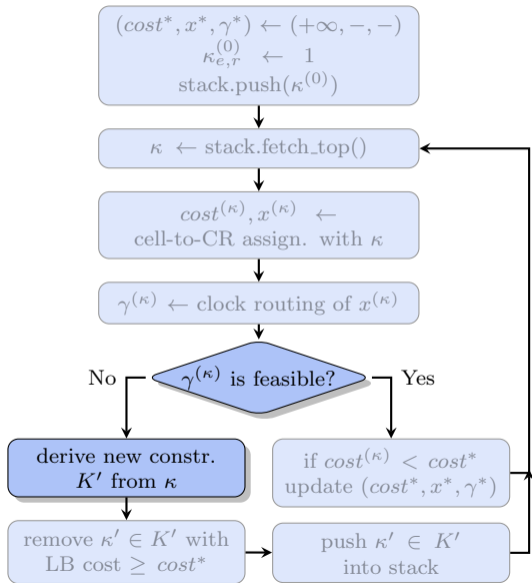 (cost*, x*, γ*) ← (+∞, −, −)
κ_{e,r}^{(0)} ← 1
stack.push(κ^{(0)})
κ ← stack.fetch_top()
cost^{(κ)}, x^{(κ)} ←
cell-to-CR assign. with κ
γ^{(κ)} ← clock routing of x^{(κ)}
γ^{(κ)} is feasible?
No
Yes
derive new constr.
K′ from κ
if cost^{(κ)} < cost*
update (cost*, x*, γ*)
remove κ′ ∈ K′ with
LB cost ≥ cost*
push κ′ ∈ K′
into stack